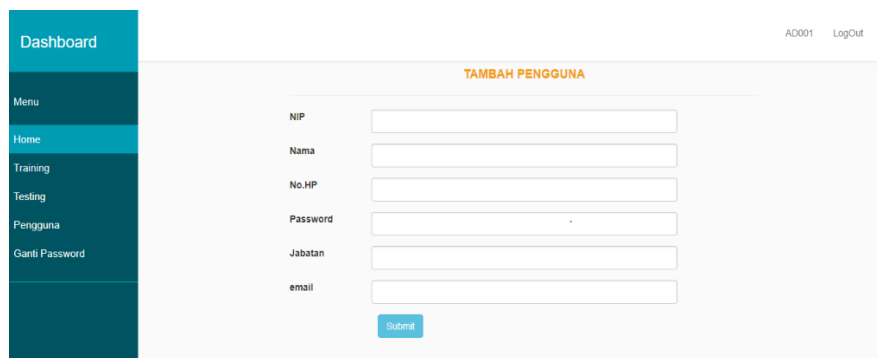 Dashboard
AD001 LogOut
Menu
Home
Training
Testing
Pengguna
Ganti Password
TAMBAH PENGGUNA
NIP
Nama
No.HP
Password
Jabatan
email
Submit